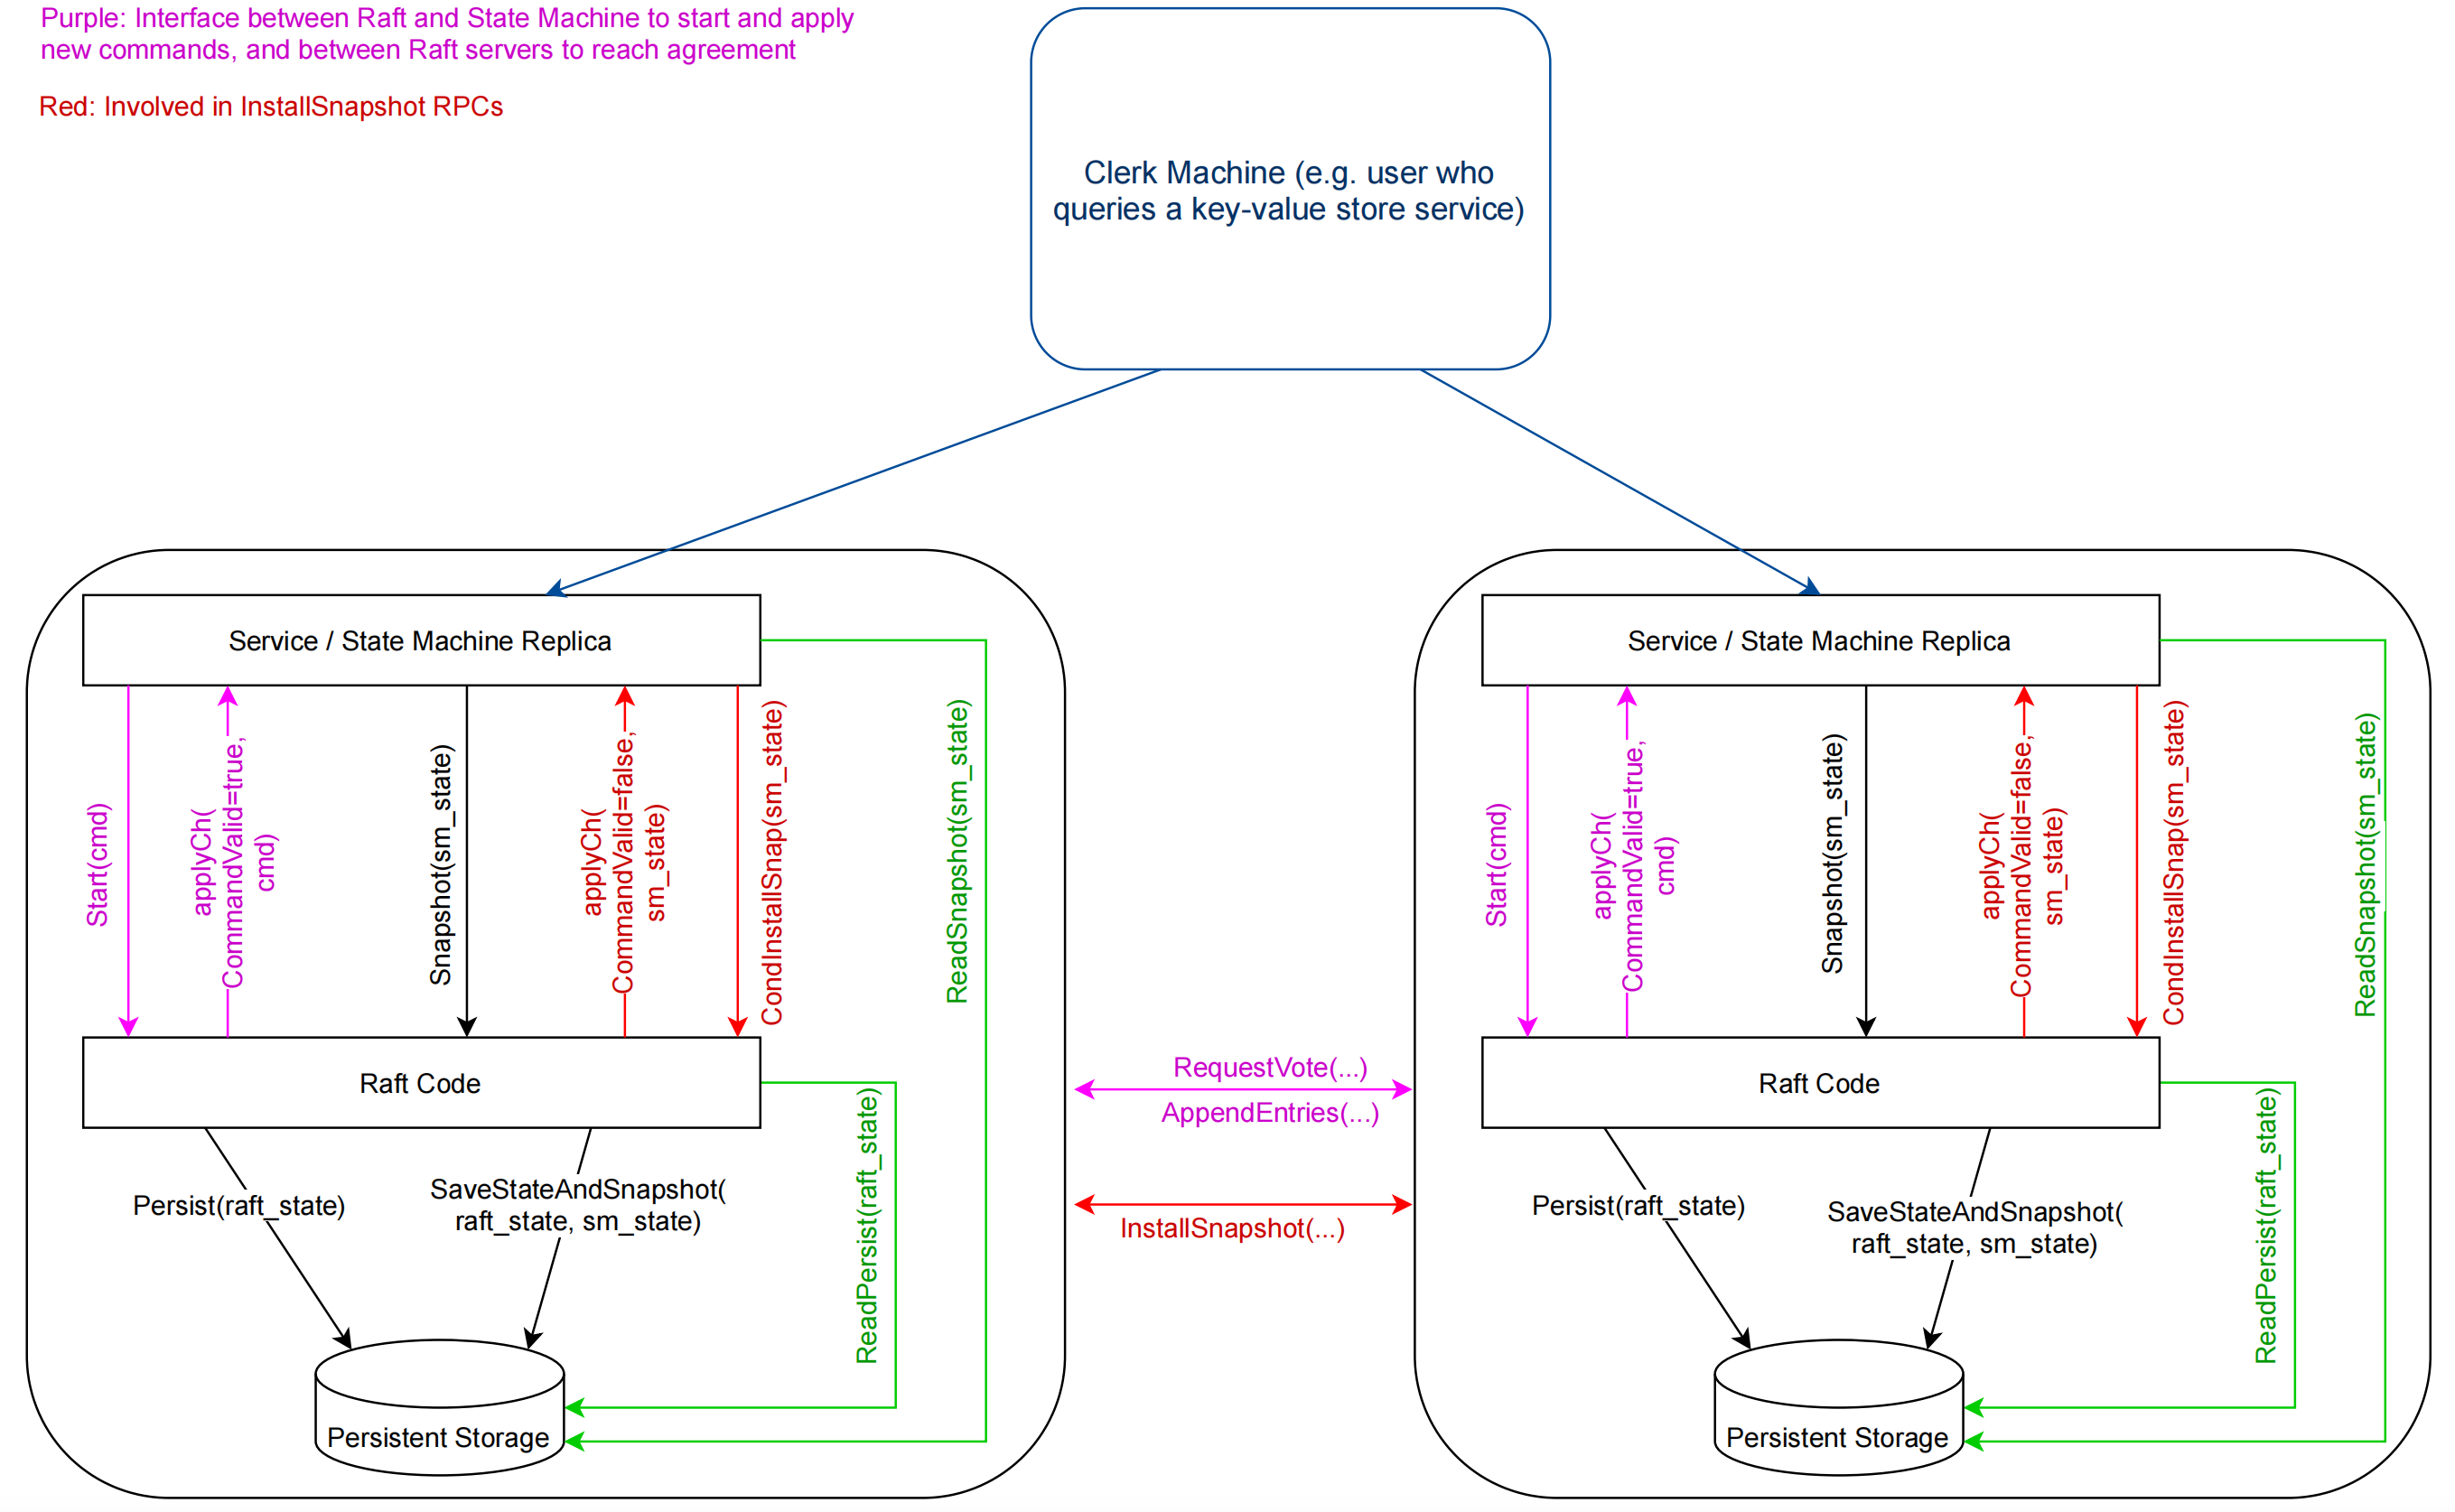 Purple: Interface between Raft and State Machine to start and apply
new commands, and between Raft servers to reach agreement
Red: Involved in InstallSnapshot RPCs
Clerk Machine (e.g. user who
queries a key-value store service)
Service / State Machine Replica
Start(cmd)
applyCh(
CommandValid=true,
cmd)
Snapshot(sm_state)
applyCh(
CommandValid=false,
sm_state)
CondInstallSnap(sm_state)
ReadSnapshot(sm_state)
Raft Code
Persist(raft_state)
SaveStateAndSnapshot(
raft_state, sm_state)
ReadPersist(raft_state)
Persistent Storage
RequestVote(...)
AppendEntries(...)
InstallSnapshot(...)
Service / State Machine Replica
Start(cmd)
applyCh(
CommandValid=true,
cmd)
Snapshot(sm_state)
applyCh(
CommandValid=false,
sm_state)
CondInstallSnap(sm_state)
ReadSnapshot(sm_state)
Raft Code
Persist(raft_state)
SaveStateAndSnapshot(
raft_state, sm_state)
ReadPersist(raft_state)
Persistent Storage